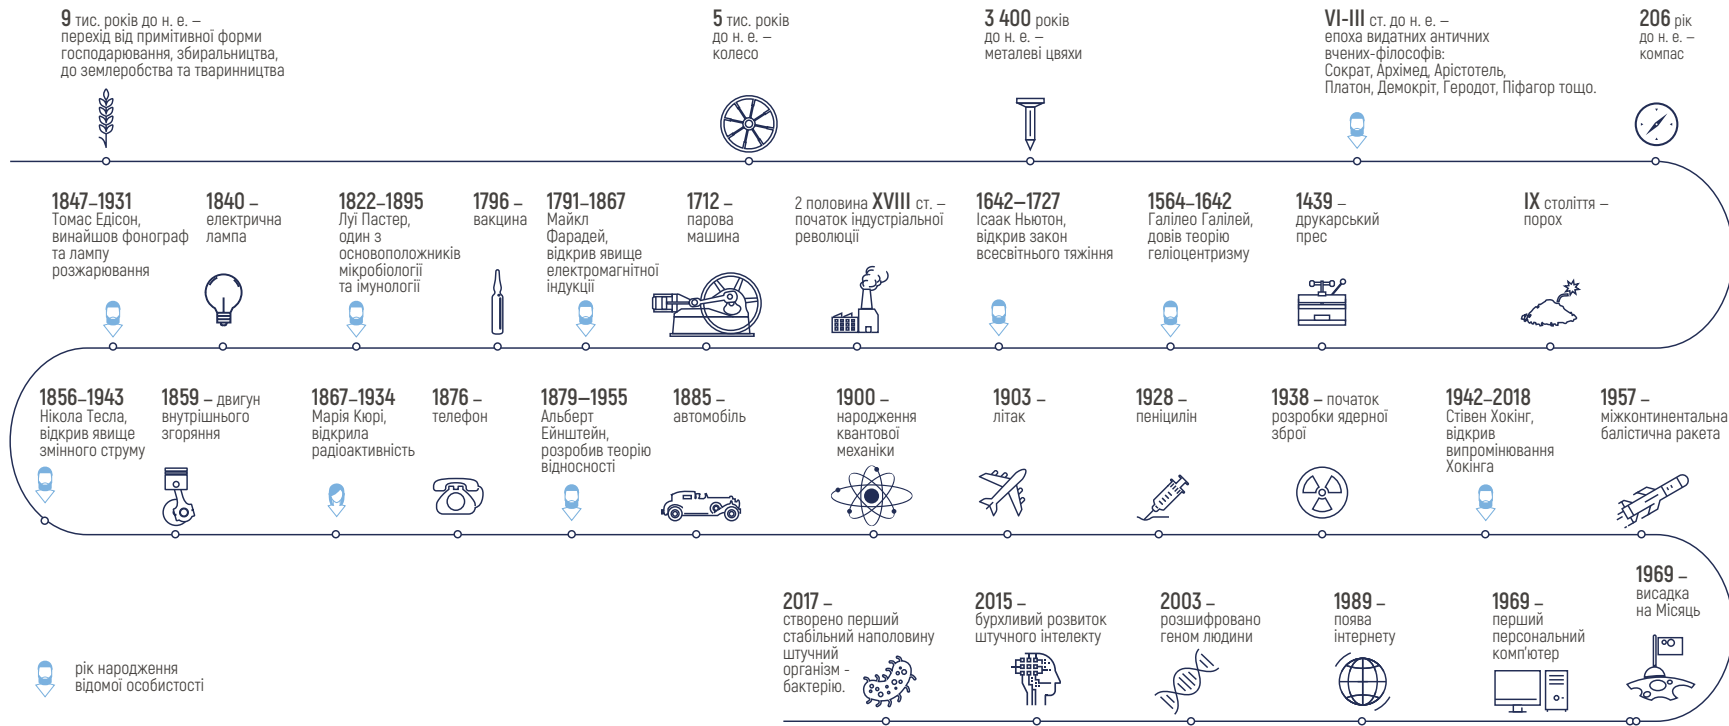 9 тис. років до н. е. –
перехід від примітивної форми
господарювання, збиральництва,
до землеробства та тваринництва
5 тис. років
до н. е. –
колесо
3 400 років
до н. е. –
металеві цвяхи
VI-III ст. до н. е. –
епоха видатних античних
вчених-філософів:
Сократ, Архімед, Арістотель,
Платон, Демокріт, Геродот, Піфагор тощо.
206 рік
до н. е. –
компас
1847–1931
Томас Едісон,
винайшов фонограф
та лампу
розжарювання
1840 –
електрична
лампа
1822–1895
Луї Пастер,
один з
основоположників
мікробіології
та імунології
1796 –
вакцина
1791–1867
Майкл
Фарадей,
відкрив явище
електромагнітної
індукції
1712 –
парова
машина
2 половина XVIII ст. –
початок індустріальної
революції
1642–1727
Ісаак Ньютон,
відкрив закон
всесвітнього тяжіння
1564–1642
Галілео Галілей,
довів теорію
геліоцентризму
1439 –
друкарський
прес
IX століття –
порох
1856–1943
Нікола Тесла,
відкрив явище
змінного струму
1859 – двигун
внутрішнього
згоряння
1867–1934
Марія Кюрі,
відкрила
радіоактивність
1876 –
телефон
1879–1955
Альберт
Ейнштейн,
розробив теорію
відносності
1885 –
автомобіль
1900 –
народження
квантової
механіки
1903 –
літак
1928 –
пеніцилін
1938 – початок
розробки ядерної
зброї
1942–2018
Стівен Хокінг,
відкрив
випромінювання
Хокінга
1957 –
міжконтинентальна
балістична ракета
2017 –
створено перший
стабільний наполовину
штучний
організм -
бактерію.
2015 –
бурхливий розвиток
штучного інтелекту
2003 –
розшифровано
геном людини
1989 –
поява
інтернету
1969 –
перший
персональний
комп'ютер
1969 –
висадка
на Місяць
рік народження
відомої особистості